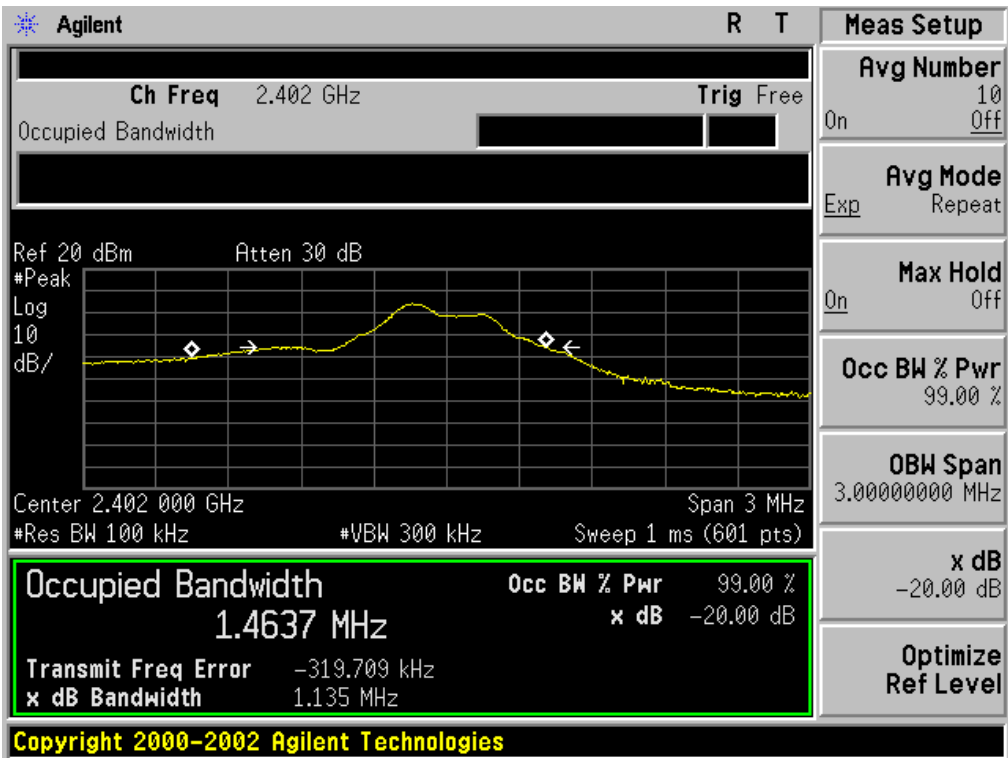 Agilent R T
Ch Freq 2.402 GHz Trig Free
Occupied Bandwidth
Ref 20 dBm Atten 30 dB
#Peak
Log
10
dB/
Center 2.402 000 GHz Span 3 MHz
#Res BW 100 kHz #VBW 300 kHz Sweep 1 ms (601 pts)
Occupied Bandwidth Occ BW % Pwr 99.00 %
1.4637 MHz x dB -20.00 dB
Transmit Freq Error -319.709 kHz
x dB Bandwidth 1.135 MHz
Copyright 2000-2002 Agilent Technologies
Meas Setup
Avg Number
10
On Off
Avg Mode
Exp Repeat
Max Hold
On Off
Occ BW % Pwr
99.00 %
OBW Span
3.00000000 MHz
x dB
-20.00 dB
Optimize
Ref Level